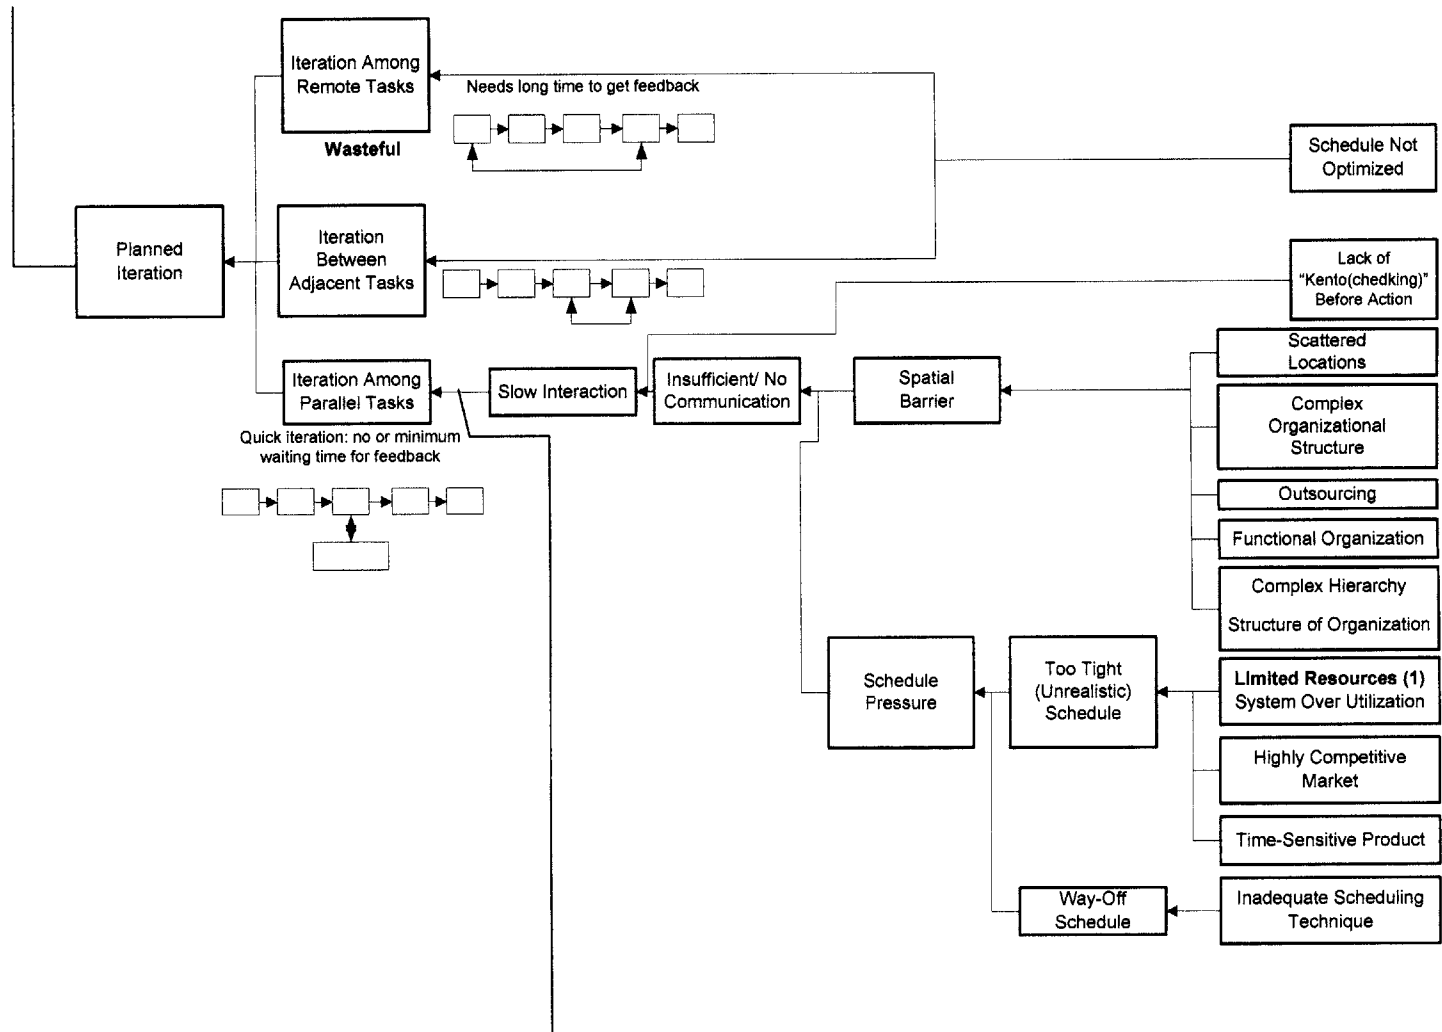 Iteration Among
Remote Tasks
Wasteful
Needs long time to get feedback
Schedule Not
Optimized
Planned
Iteration
Iteration
Between
Adjacent Tasks
Lack of
"Kento(chedking)"
Before Action
Iteration Among
Parallel Tasks
Quick iteration: no or minimum
waiting time for feedback
Slow Interaction
Insufficient/ No
Communication
Spatial
Barrier
Scattered
Locations
Complex
Organizational
Structure
Outsourcing
Functional Organization
Complex Hierarchy
Structure of Organization
Schedule
Pressure
Too Tight
(Unrealistic)
Schedule
LImited Resources (1)
System Over Utilization
Highly Competitive
Market
Time-Sensitive Product
Way-Off
Schedule
Inadequate Scheduling
Technique